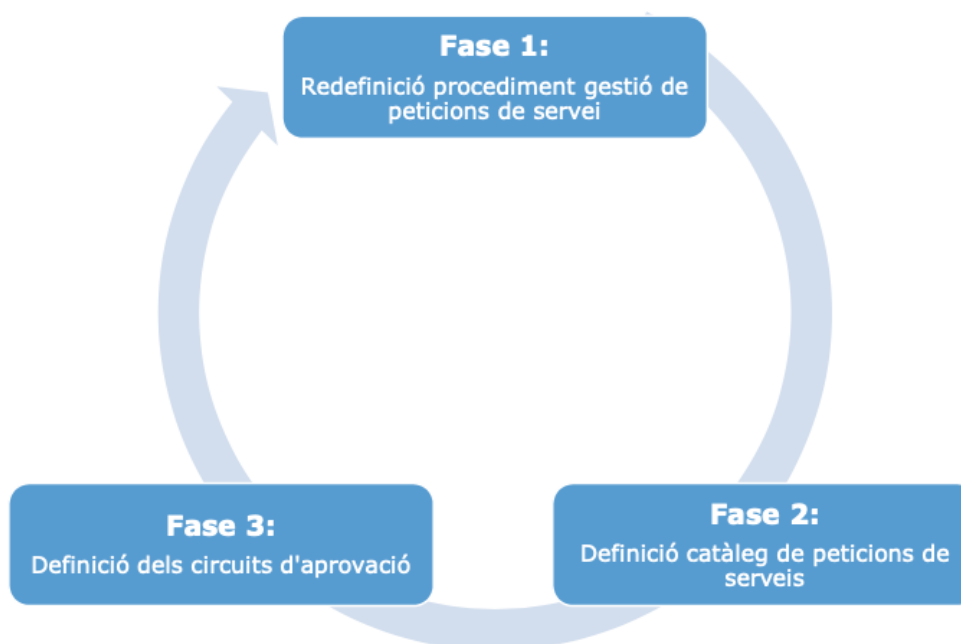 Fase 1:
Redefinició procediment gestió de
peticions de servei
Fase 3:
Definició dels circuits d'aprovació
Fase 2:
Definició catàleg de peticions de
serveis